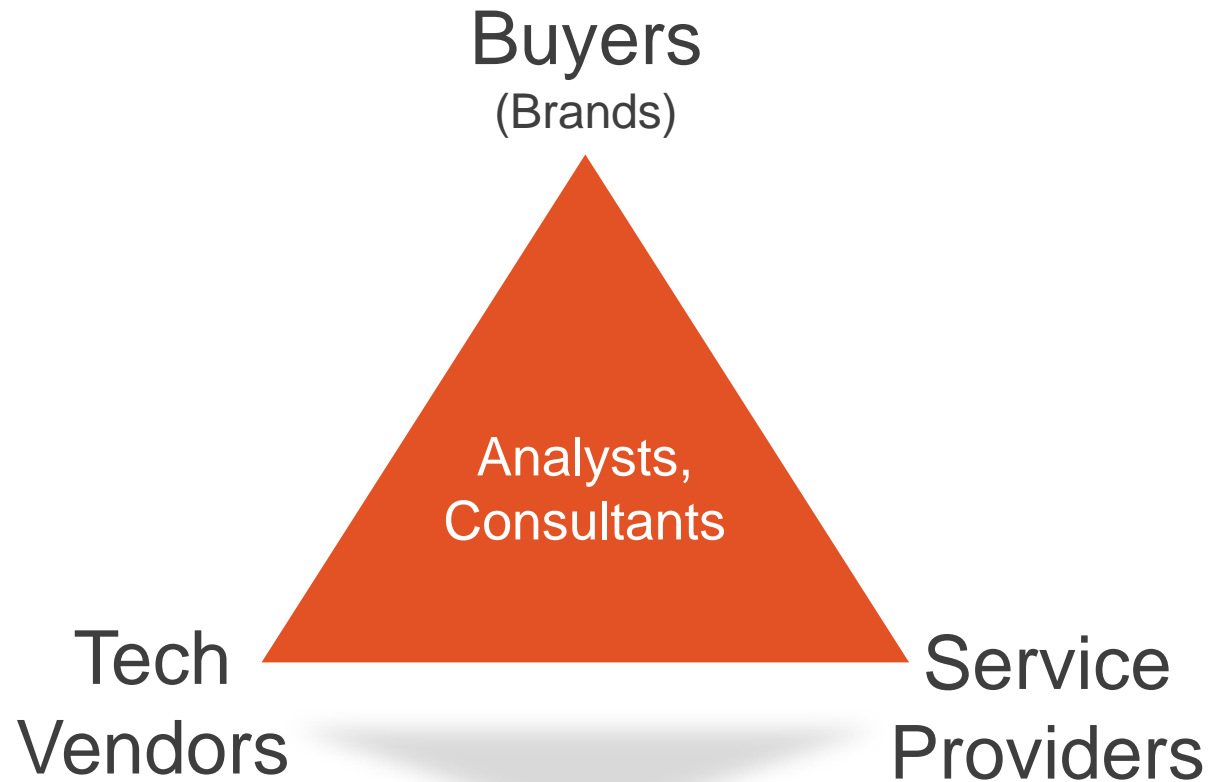 Buyers
(Brands)
Analysts,
Consultants
Tech
Vendors
Service
Providers